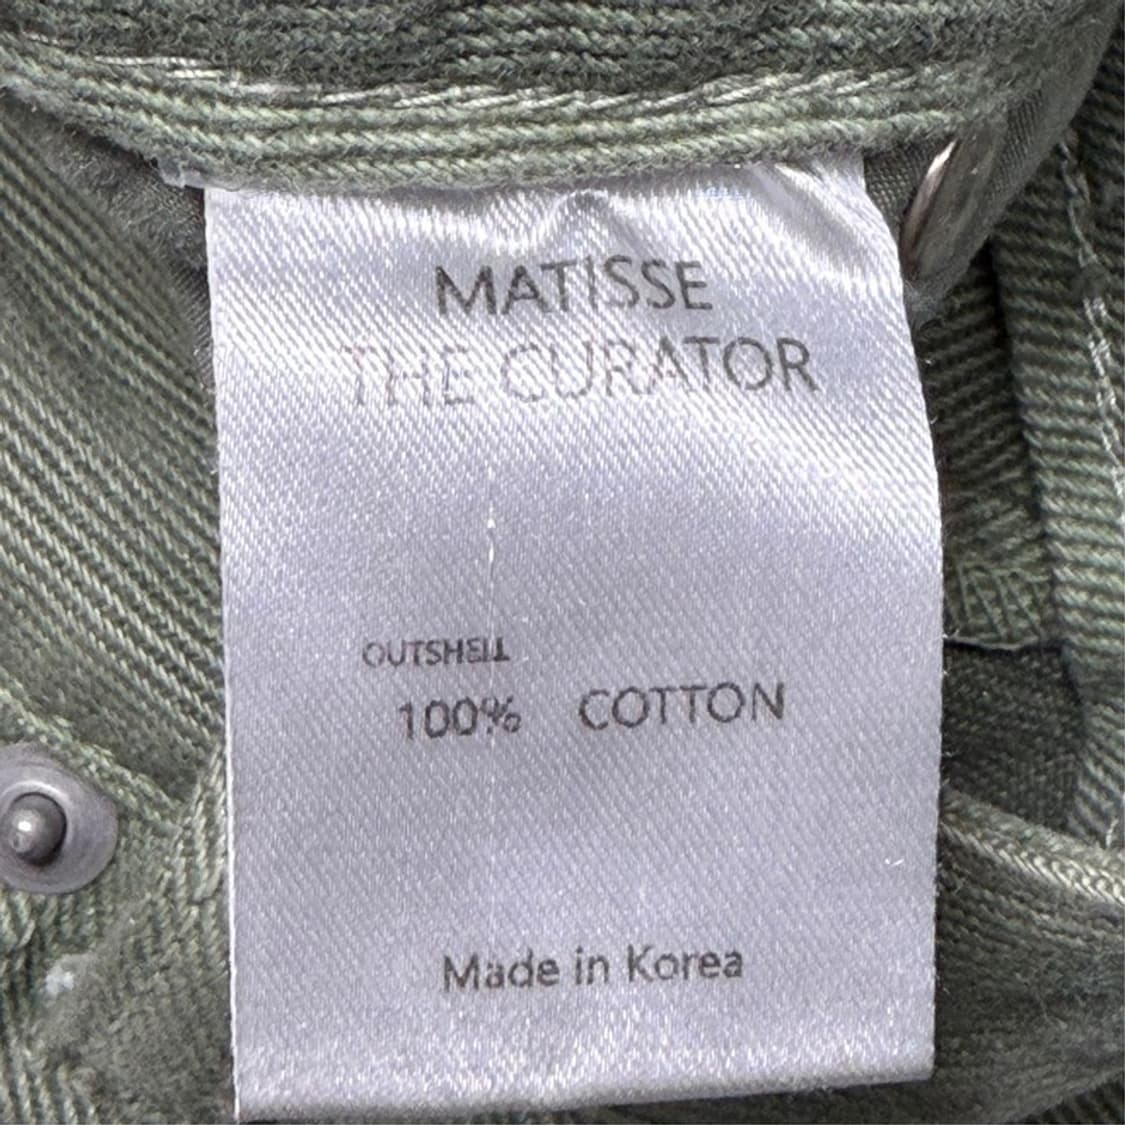 MATISSE
THE CURATOR
OUTSHELL
100% COTTON
Made in Korea